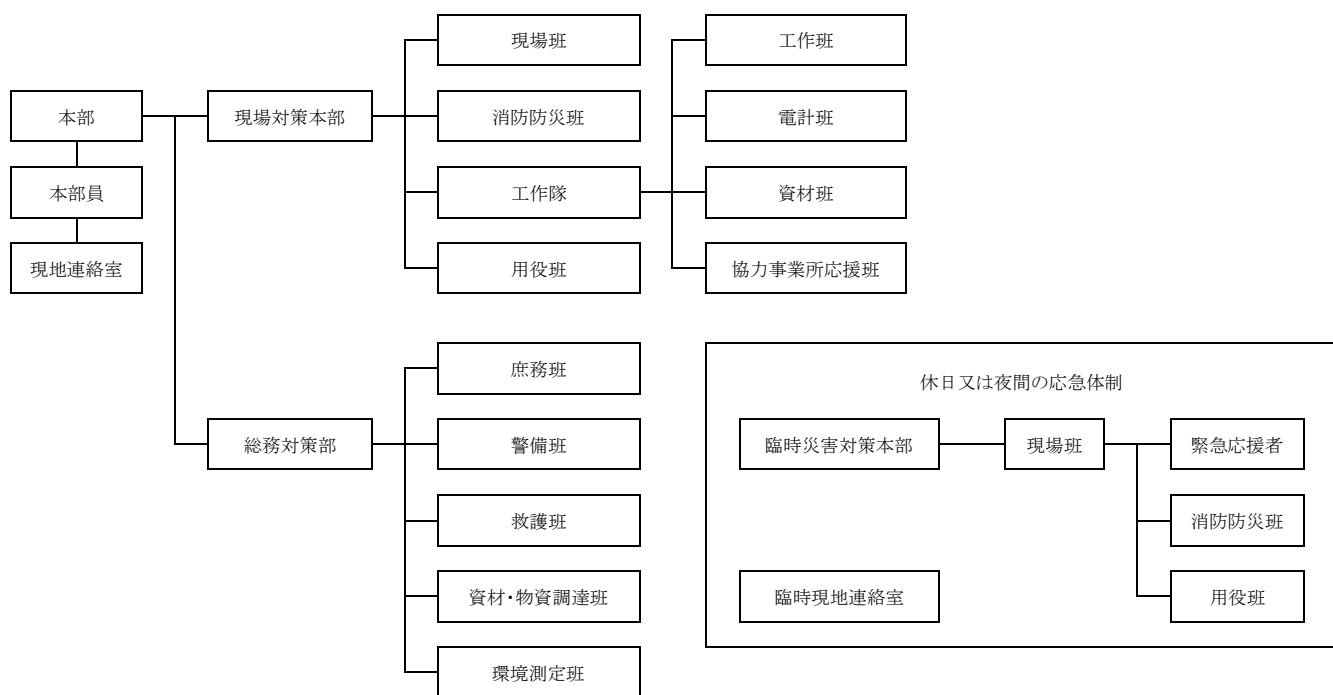 本部
本部員
現地連絡室
現場対策本部
現場班
消防防災班
工作隊
用役班
工作班
電計班
資材班
協力事業所応援班
総務対策部
庶務班
警備班
救護班
資材・物資調達班
環境測定班
休日又は夜間の応急体制
臨時災害対策本部
現場班
緊急応援者
消防防災班
用役班
臨時現地連絡室